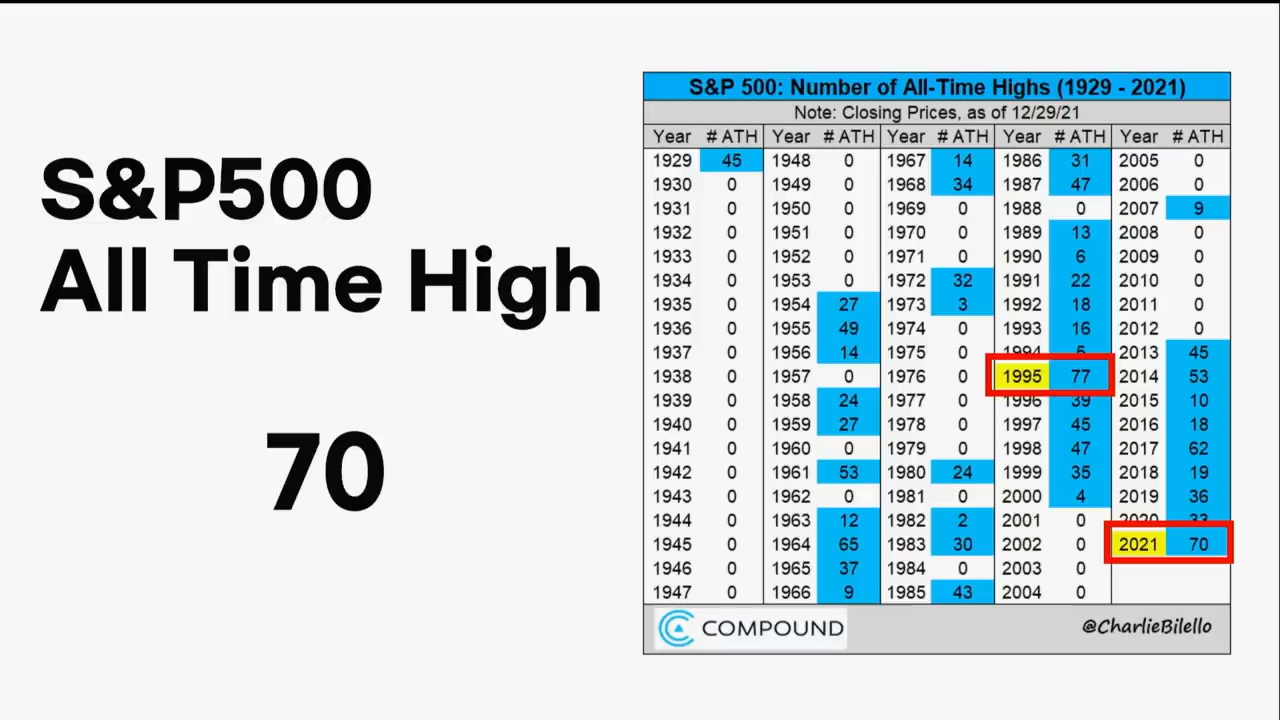 S&P500
All Time High
70
S&P 500: Number of All-Time Highs (1929 - 2021)
Note: Closing Prices, as of 12/29/21
Year # ATH Year # ATH Year # ATH Year # ATH Year # ATH
1929 45 1948 0 1967 14 1986 31 2005 0
1930 0 1949 0 1968 34 1987 47 2006 0
1931 0 1950 0 1969 0 1988 0 2007 9
1932 0 1951 0 1970 0 1989 13 2008 0
1933 0 1952 0 1971 0 1990 6 2009 0
1934 0 1953 0 1972 32 1991 22 2010 0
1935 0 1954 27 1973 3 1992 18 2011 0
1936 0 1955 49 1974 0 1993 16 2012 0
1937 0 1956 14 1975 0 1994 5 2013 45
1938 0 1957 0 1976 0 1995 77 2014 53
1939 0 1958 24 1977 0 1996 39 2015 10
1940 0 1959 27 1978 0 1997 45 2016 18
1941 0 1960 0 1979 0 1998 47 2017 62
1942 0 1961 53 1980 24 1999 35 2018 19
1943 0 1962 0 1981 0 2000 4 2019 36
1944 0 1963 12 1982 2 2001 0 2020 33
1945 0 1964 65 1983 30 2002 0 2021 70
1946 0 1965 37 1984 0 2003 0
1947 0 1966 9 1985 43 2004 0
COMPOUND
@CharlieBilello